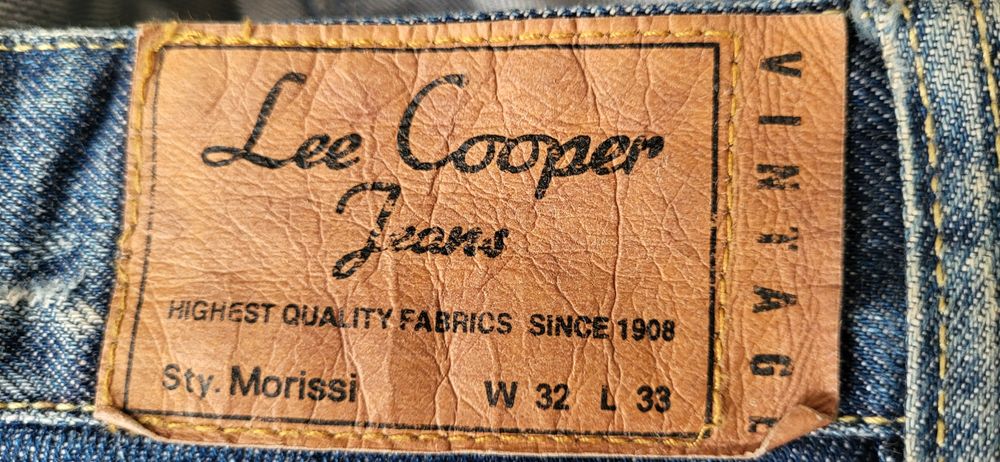 Lee Cooper
Jeans
HIGHEST QUALITY FABRICS SINCE 1908
Sty. Morissi W 32 L 33
VINTAGE